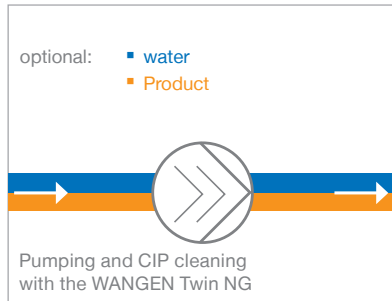 optional:
▪ water
▪ Product
Pumping and CIP cleaning
with the WANGEN Twin NG